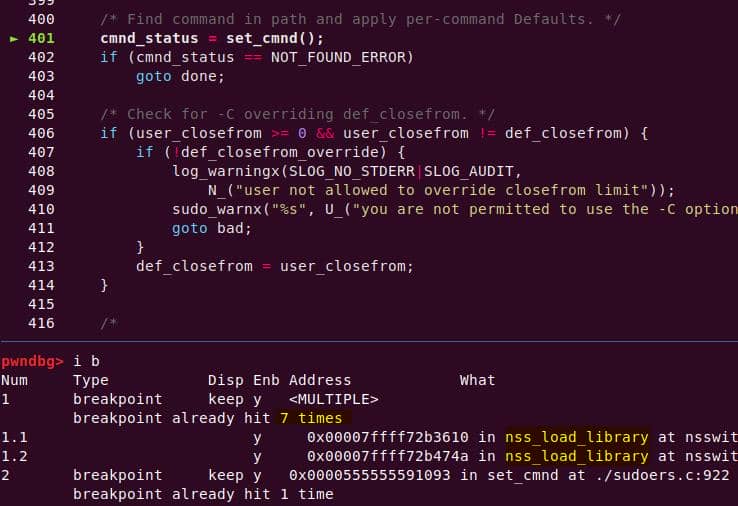 399
400 /* Find command in path and apply per-command Defaults. */
► 401 cmnd_status = set_cmnd();
402 if (cmnd_status == NOT_FOUND_ERROR)
403 goto done;
404
405 /* Check for -C overriding def_closefrom. */
406 if (user_closefrom >= 0 && user_closefrom != def_closefrom) {
407 if (!def_closefrom_override) {
408 log_warningx(SLOG_NO_STDERR|SLOG_AUDIT,
409 N_("user not allowed to override closefrom limit"));
410 sudo_warnx("%s", U_("you are not permitted to use the -C option
411 goto bad;
412 }
413 def_closefrom = user_closefrom;
414 }
415
416 /*
pwndbg> i b
Num Type Disp Enb Address What
1 breakpoint keep y <MULTIPLE>
breakpoint already hit 7 times
1.1 y 0x00007ffff72b3610 in nss_load_library at nsswit
1.2 y 0x00007ffff72b474a in nss_load_library at nsswit
2 breakpoint keep y 0x0000555555591093 in set_cmnd at ./sudoers.c:922
breakpoint already hit 1 time